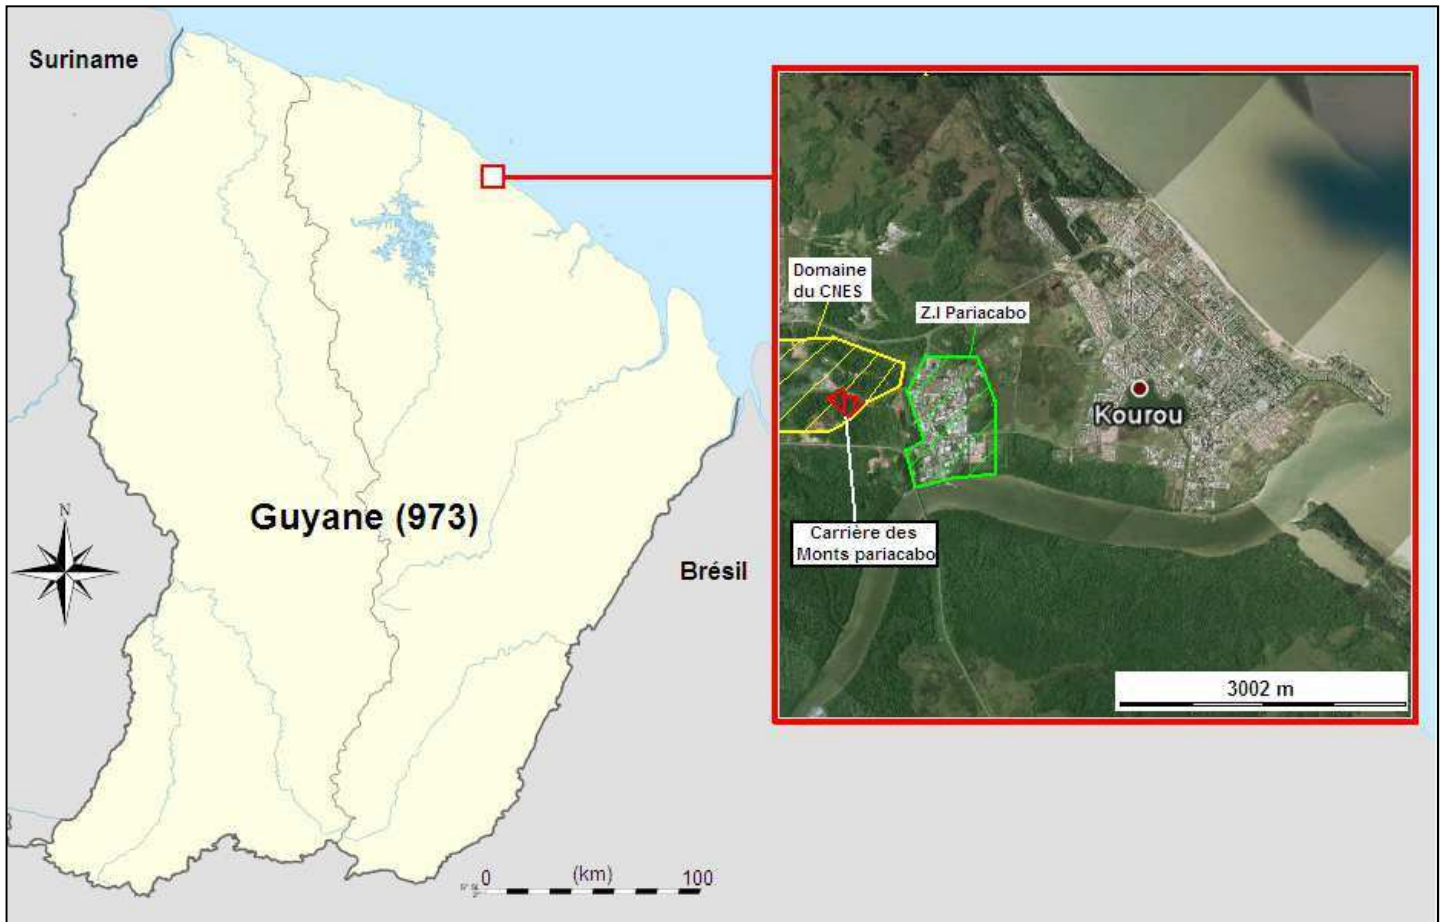 Suriname
Domaine
du CNES
Z.I Pariacabo
Kourou
Carrière des
Monts pariacabo
N
Guyane (973)
Brésil
3002 m
0 (km) 100